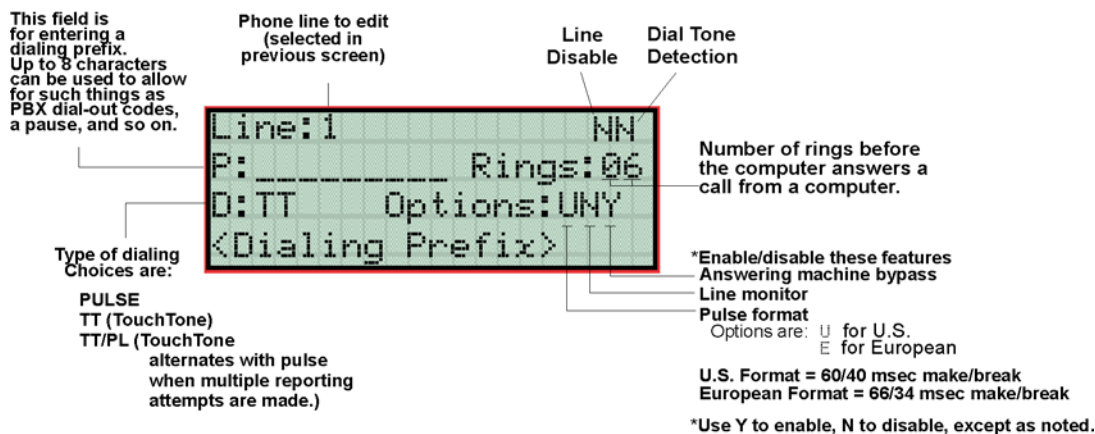 This field is
for entering a
dialing prefix.
Up to 8 characters
can be used to allow
for such things as
PBX dial-out codes,
a pause, and so on.
Phone line to edit
(selected in
previous screen)
Line
Disable
Dial Tone
Detection
Line:1 NN
P:________ Rings:06
D:TT Options:UNY
<Dialing Prefix>
Number of rings before
the computer answers a
call from a computer.
Type of dialing
Choices are:
PULSE
TT (TouchTone)
TT/PL (TouchTone
alternates with pulse
when multiple reporting
attempts are made.)
*Enable/disable these features
Answering machine bypass
Line monitor
Pulse format
Options are: U for U.S.
E for European
U.S. Format = 60/40 msec make/break
European Format = 66/34 msec make/break
*Use Y to enable, N to disable, except as noted.